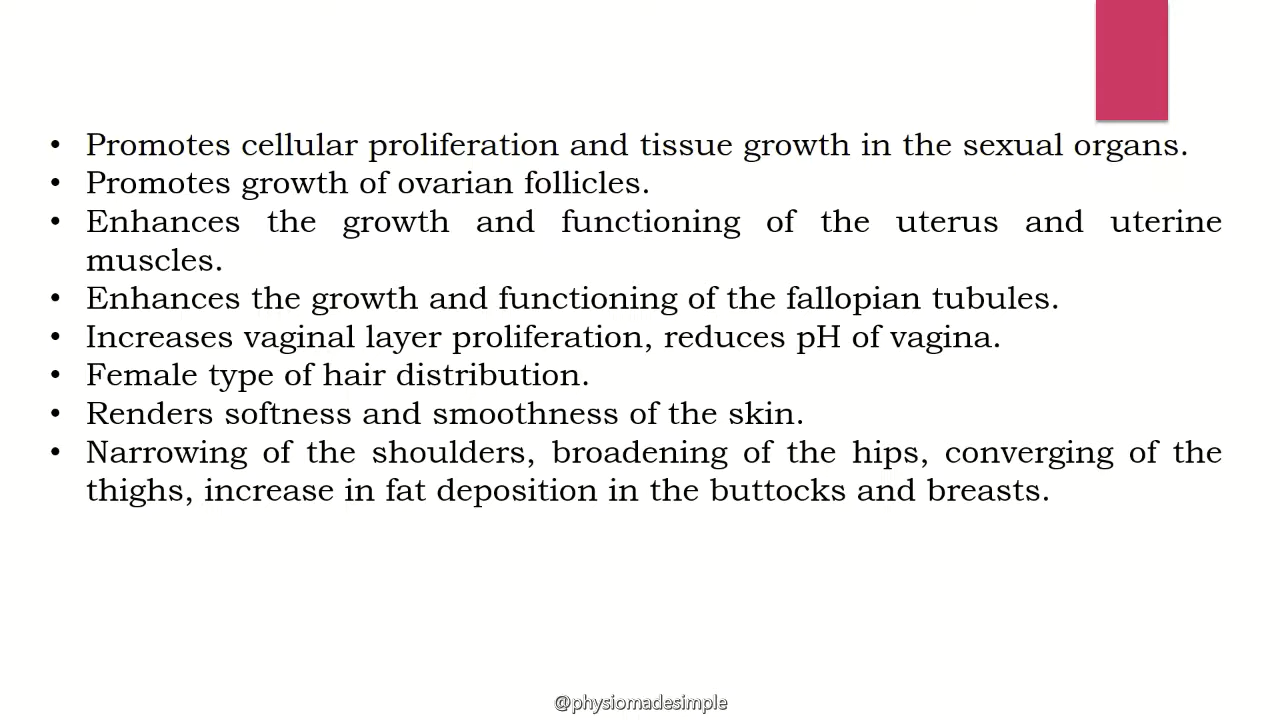 • Promotes cellular proliferation and tissue growth in the sexual organs.
• Promotes growth of ovarian follicles.
• Enhances the growth and functioning of the uterus and uterine
muscles.
• Enhances the growth and functioning of the fallopian tubules.
• Increases vaginal layer proliferation, reduces pH of vagina.
• Female type of hair distribution.
• Renders softness and smoothness of the skin.
• Narrowing of the shoulders, broadening of the hips, converging of the
thighs, increase in fat deposition in the buttocks and breasts.
@physiomadesimple